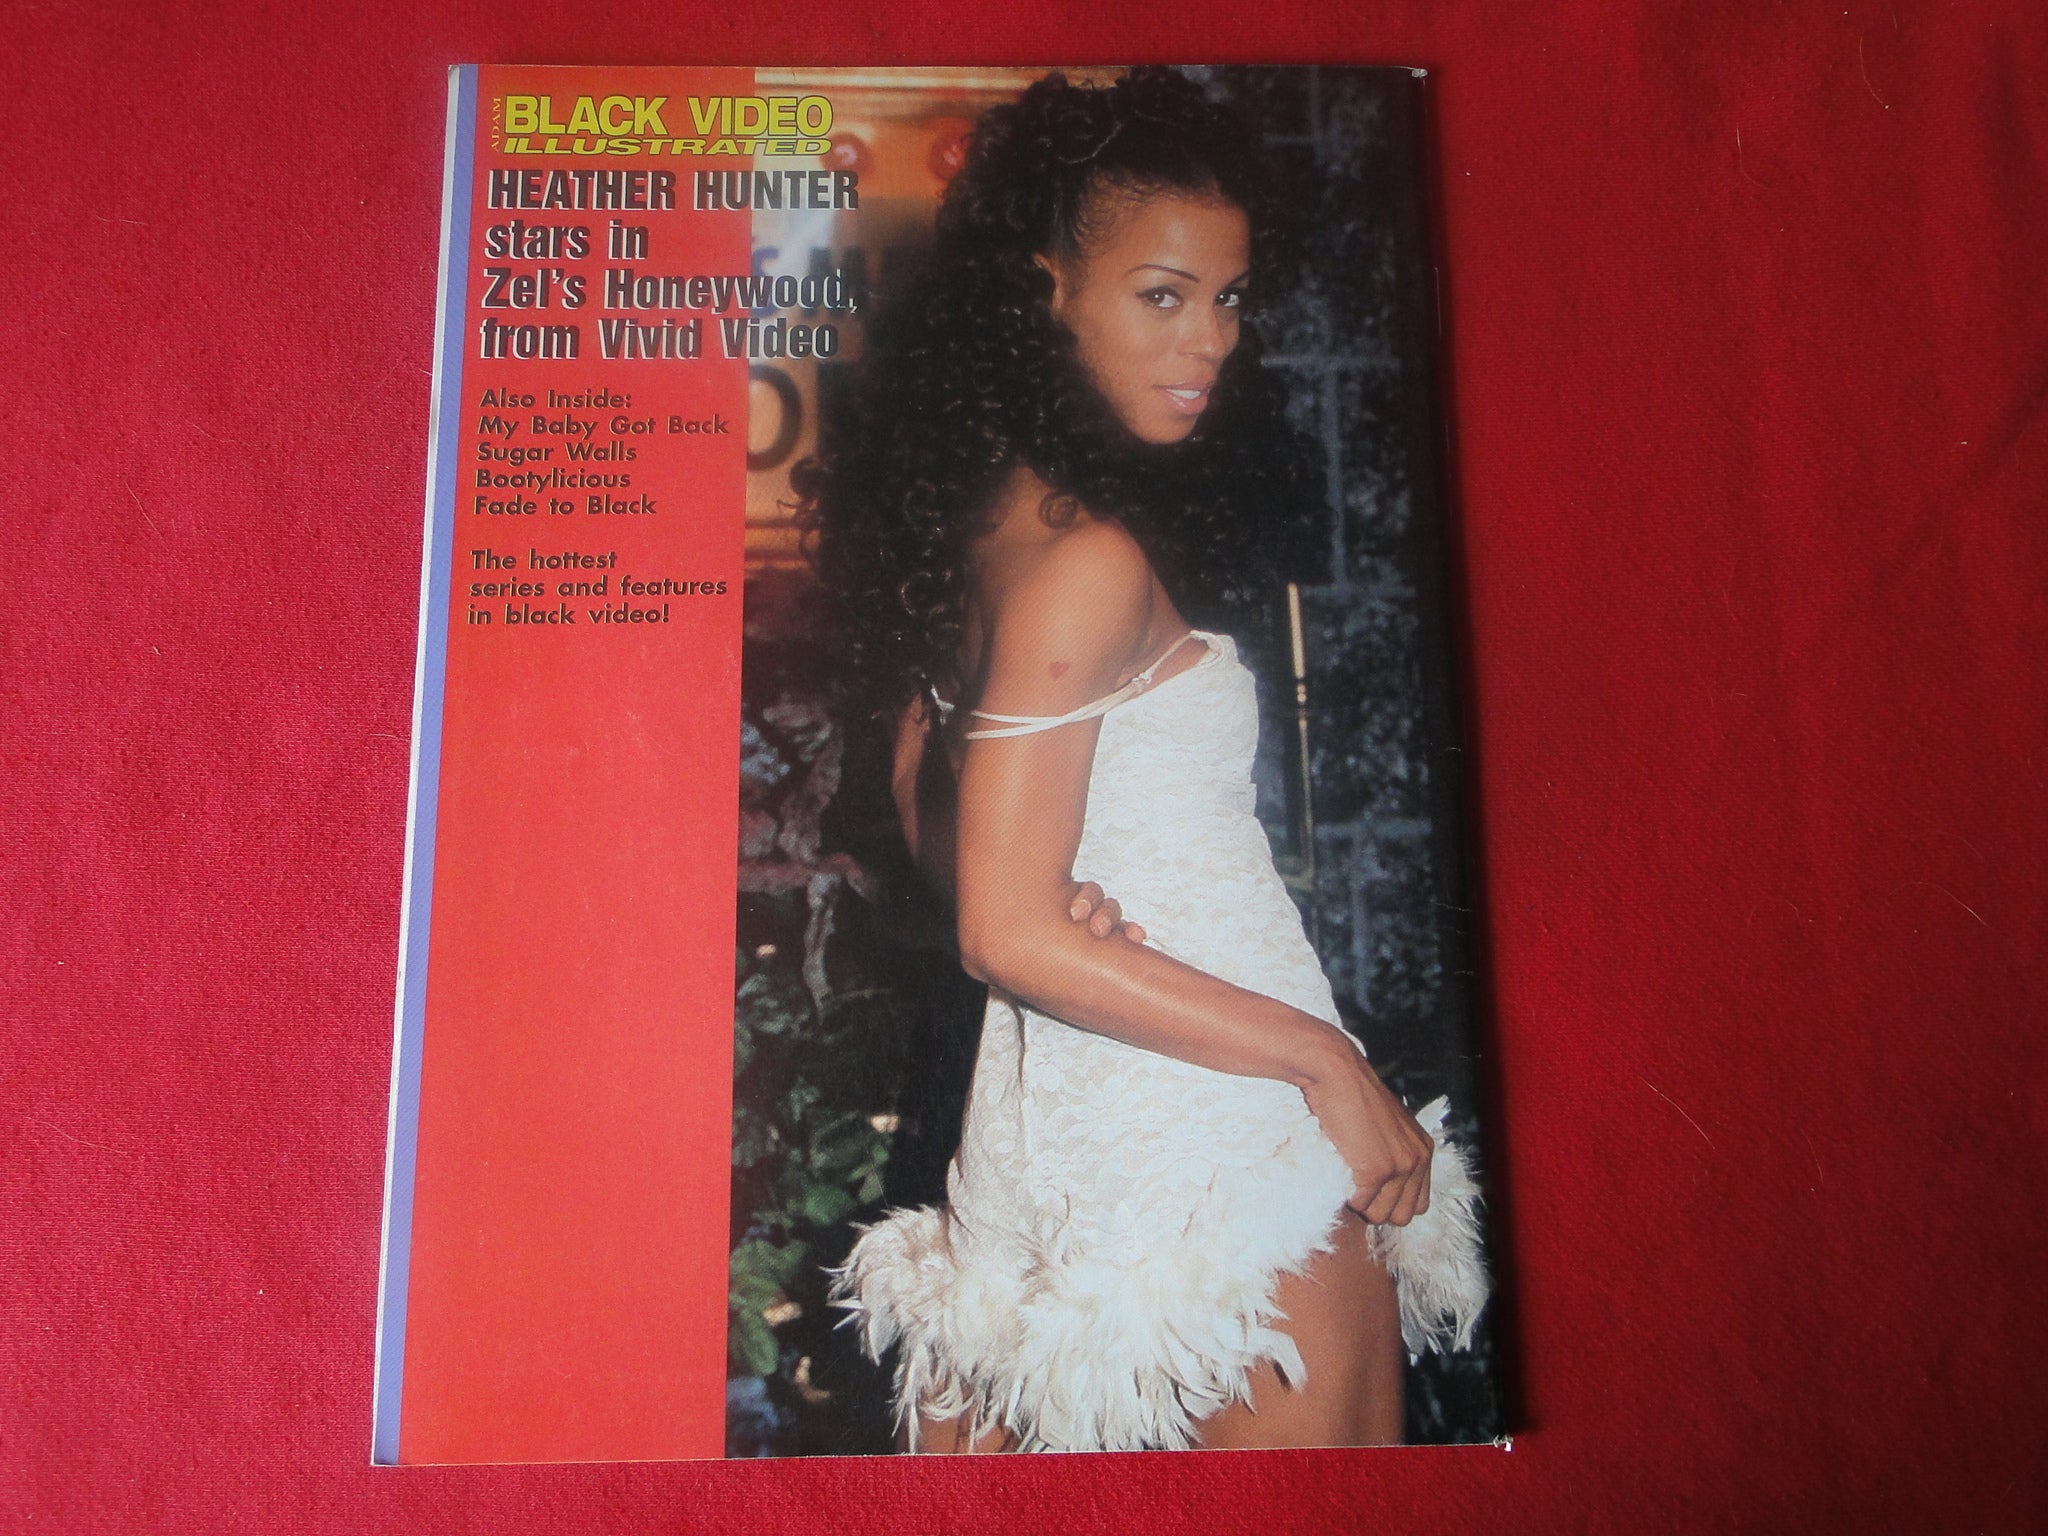 ADAM
BLACK VIDEO
ILLUSTRATED
HEATHER HUNTER
stars in
Zel's Honeywood,
from Vivid Video
Also Inside:
My Baby Got Back
Sugar Walls
Bootylicious
Fade to Black
The hottest
series and features
in black video!